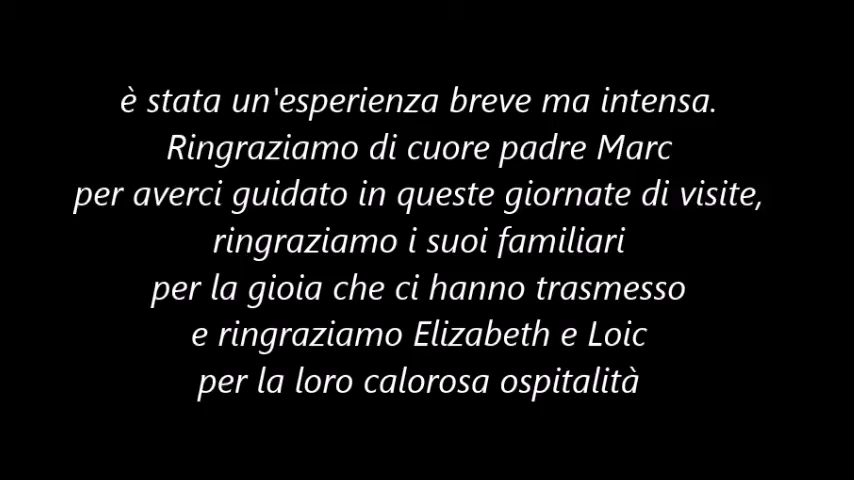 è stata un'esperienza breve ma intensa.
Ringraziamo di cuore padre Marc
per averci guidato in queste giornate di visite,
ringraziamo i suoi familiari
per la gioia che ci hanno trasmesso
e ringraziamo Elizabeth e Loic
per la loro calorosa ospitalità